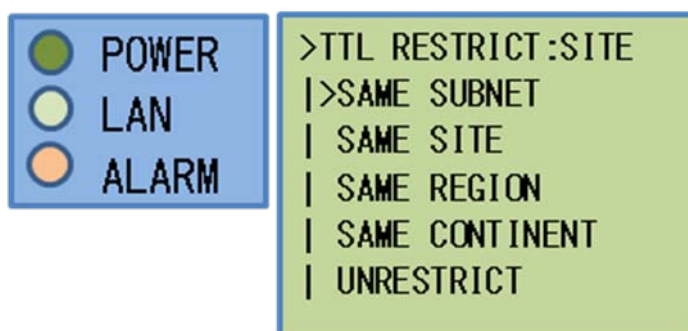 POWER
LAN
ALARM
>TTL RESTRICT:SITE
|>SAME SUBNET
| SAME SITE
| SAME REGION
| SAME CONTINENT
| UNRESTRICT